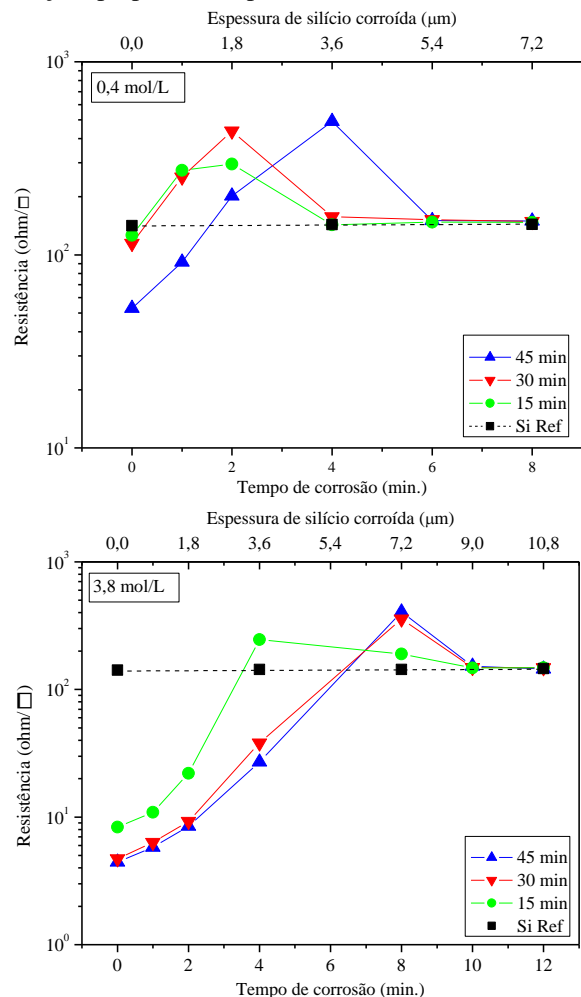 Espessura de silício corroída (µm)
0,0 1,8 3,6 5,4 7,2
10³
0,4 mol/L
10²
Resistência (ohm/□)
45 min
30 min
15 min
Si Ref
10¹
0 2 4 6 8
Tempo de corrosão (min.)
Espessura de silício corroída (µm)
0,0 1,8 3,6 5,4 7,2 9,0 10,8
10³
3,8 mol/L
10²
Resistência (ohm/□)
10¹
45 min
30 min
15 min
Si Ref
10⁰
0 2 4 6 8 10 12
Tempo de corrosão (min.)